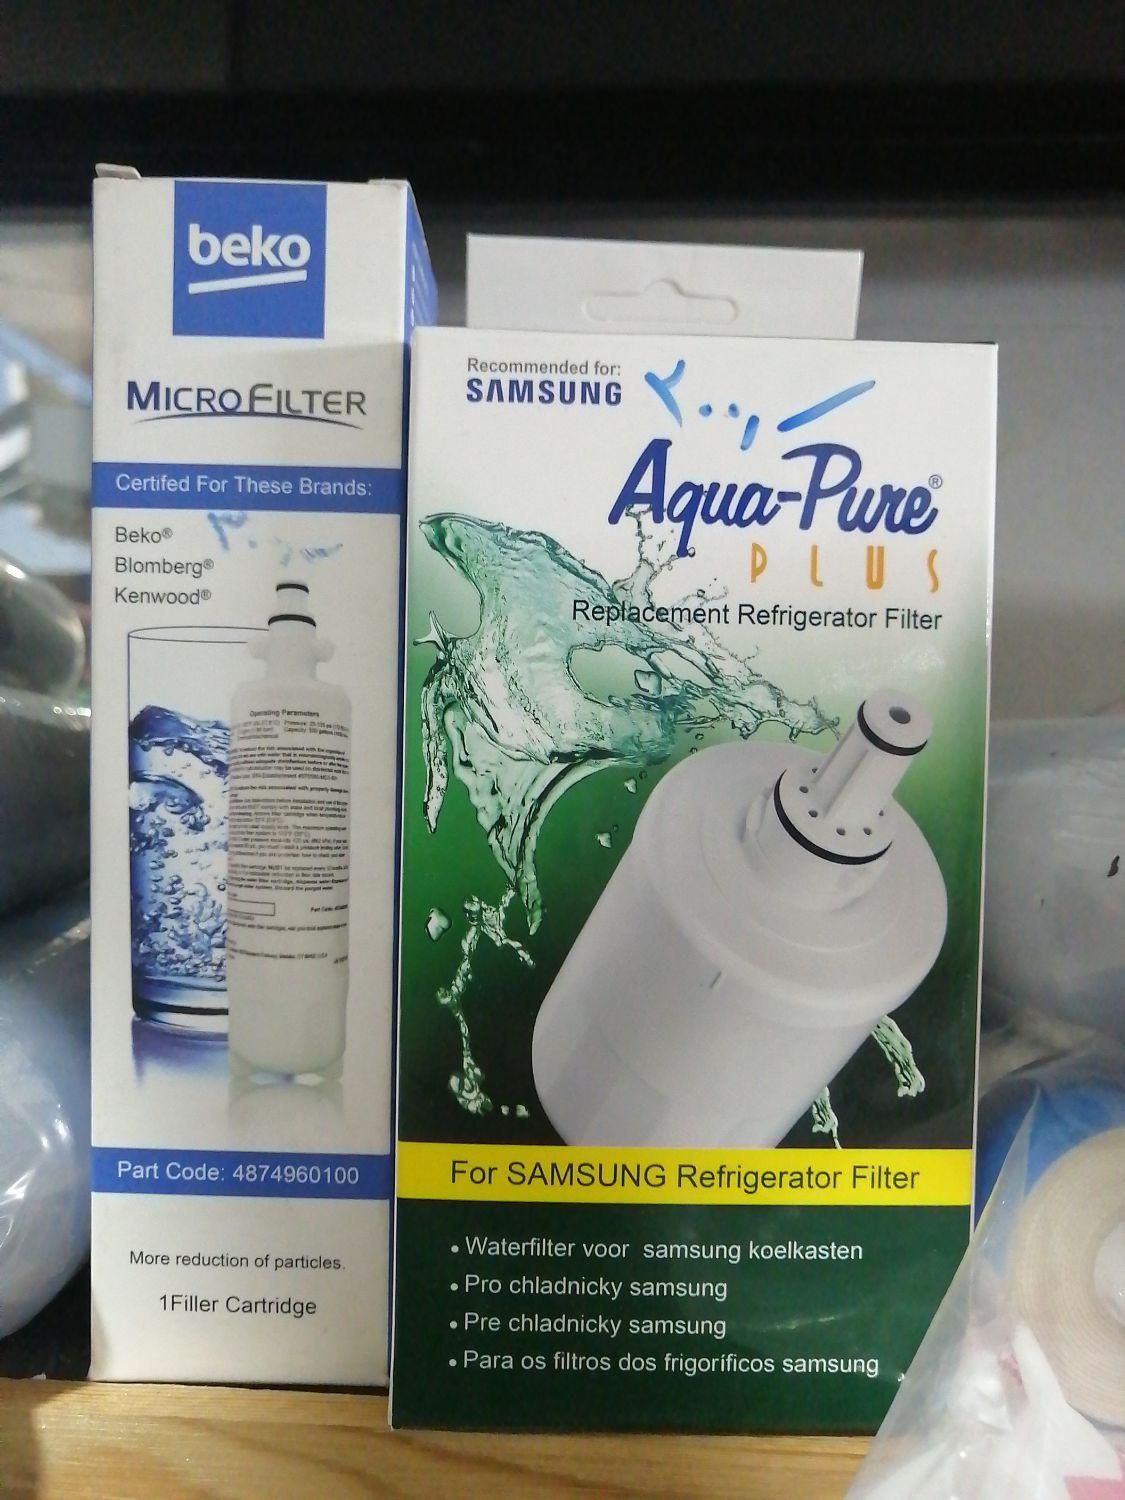 beko
MICROFILTER
Certifed For These Brands:
Beko®
Blomberg®
Kenwood®
Operating Parameters
Part Code: 4874960100
More reduction of particles.
1Filler Cartridge
Recommended for:
SAMSUNG
Aqua-Pure®
PLUS
Replacement Refrigerator Filter
For SAMSUNG Refrigerator Filter
• Waterfilter voor samsung koelkasten
• Pro chladnicky samsung
• Pre chladnicky samsung
• Para os filtros dos frigoríficos samsung